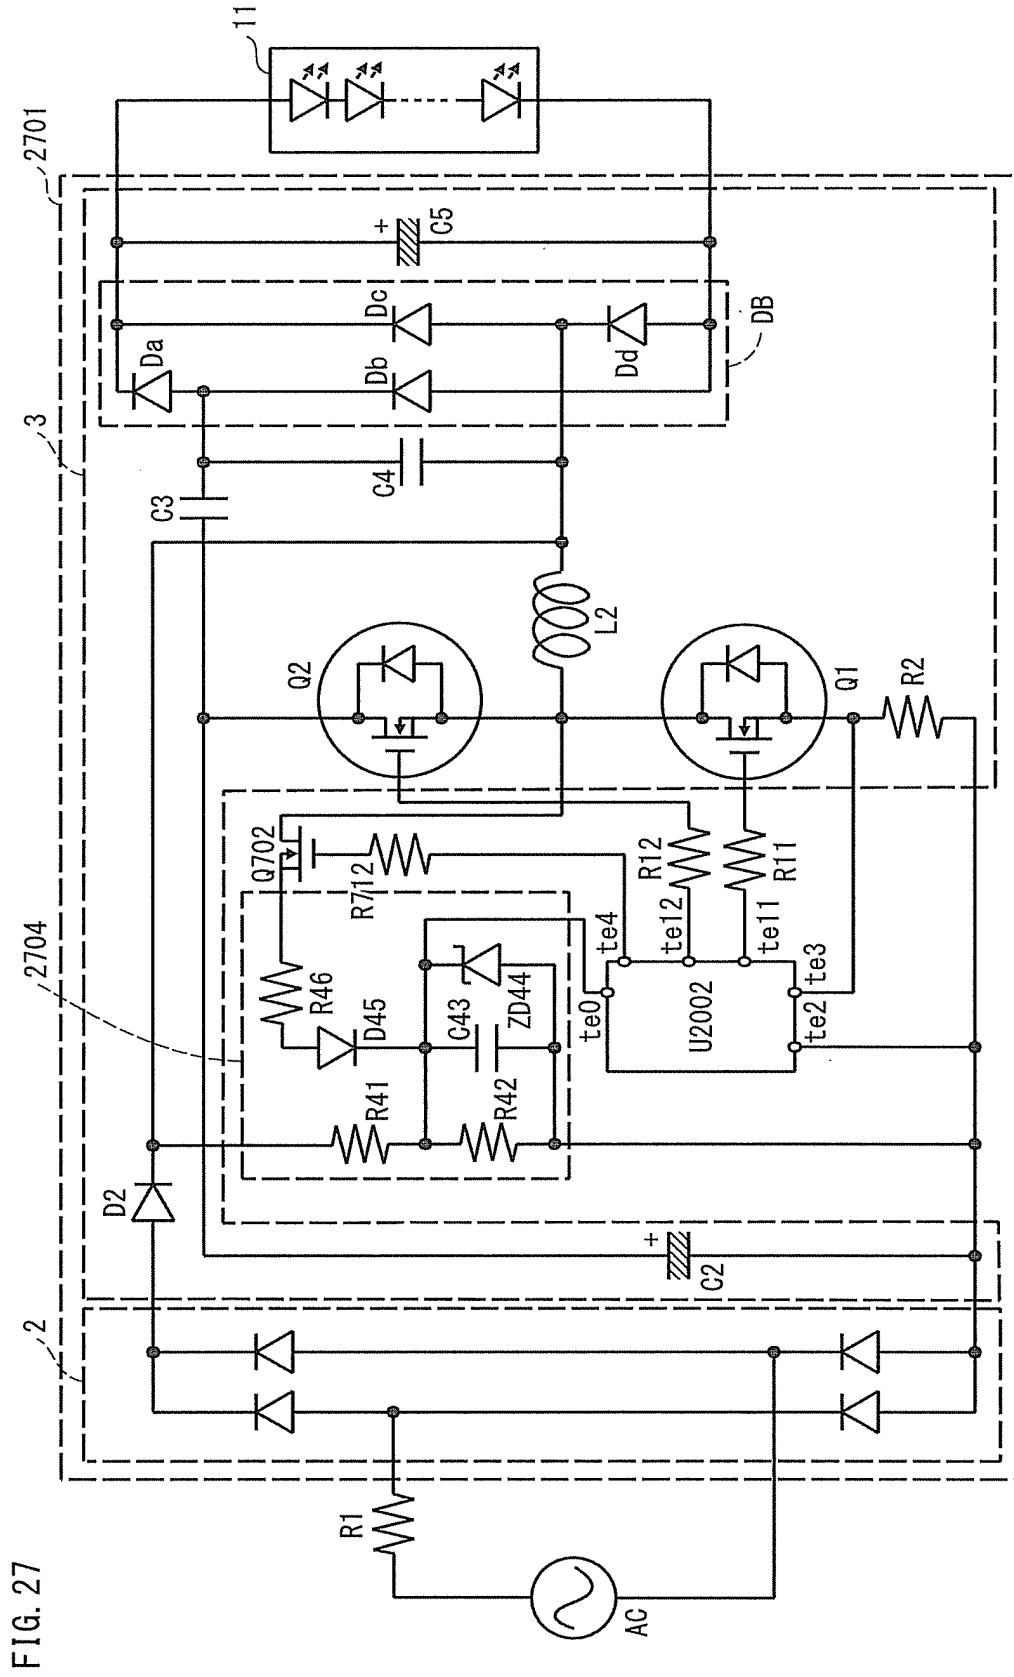 FIG. 27
2701
3
2
2704
11
AC
R1
D2
C2
R41
R42
R46
D45
C43
ZD44
Q702
R712
te0
te4
te12
te11
te3
te2
U2002
R12
R11
Q2
Q1
R2
L2
C3
C4
Da
Db
Dc
Dd
DB
C5
+
+